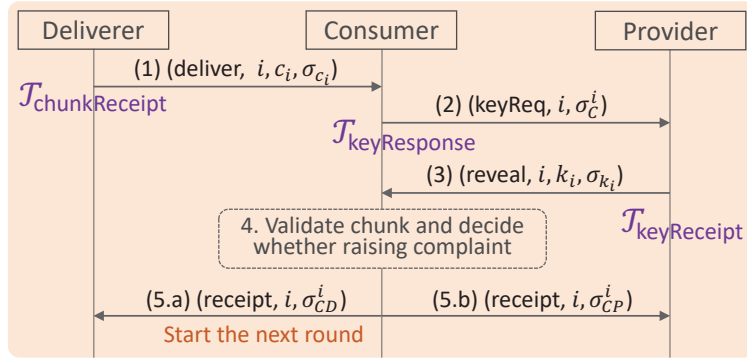 Deliverer Consumer Provider
(1) (deliver, i, c_i, σ_{c_i})
𝒯_chunkReceipt
(2) (keyReq, i, σ_C^i)
𝒯_keyResponse
(3) (reveal, i, k_i, σ_{k_i})
4. Validate chunk and decide
whether raising complaint
𝒯_keyReceipt
(5.a) (receipt, i, σ_{CD}^i) (5.b) (receipt, i, σ_{CP}^i)
Start the next round